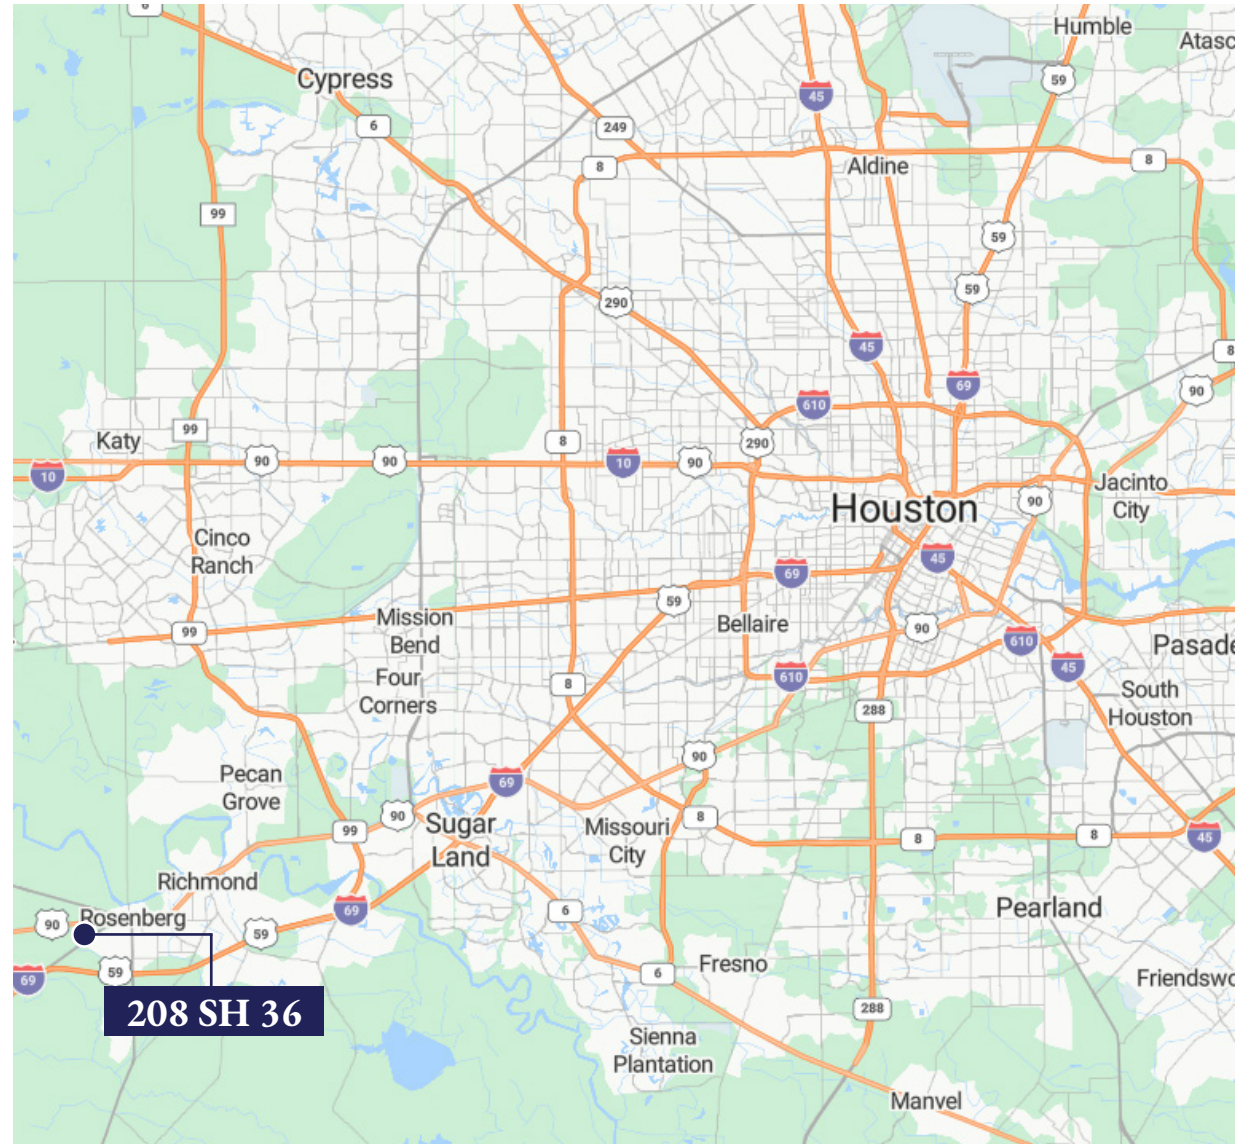 6
Humble
Atasc
Cypress
59
45
6
249
8
Aldine
8
99
59
59
290
45
8
69
90
610
99
Katy
8
290
10
90
90
10
90
Jacinto
City
Houston
90
Cinco
Ranch
45
69
59
Mission
Bend
Bellaire
90
99
610
Pasade
45
Four
Corners
8
610
South
Houston
288
90
Pecan
Grove
69
90
99
Sugar
Land
Missouri
City
8
8
8
45
Richmond
69
6
Pearland
90
Rosenberg
59
59
69
6
Fresno
Friendswo
208 SH 36
288
Sienna
Plantation
Manvel